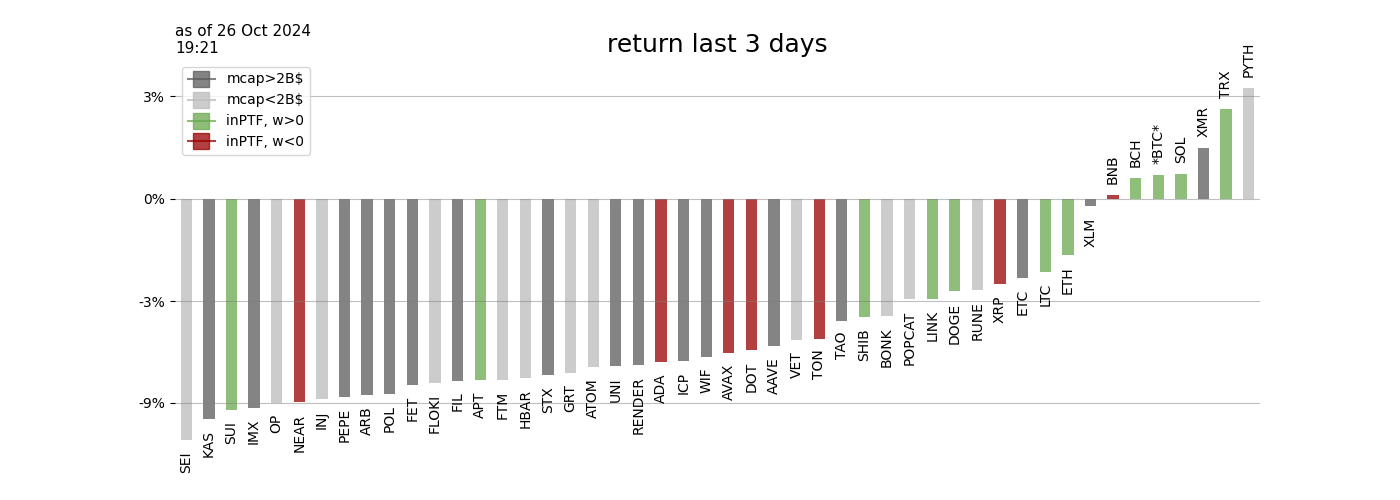 as of 26 Oct 2024
19:21
return last 3 days
mcap>2B$
mcap<2B$
inPTF, w>0
inPTF, w<0
3%
0%
-3%
-9%
SEI
KAS
SUI
IMX
OP
NEAR
INJ
PEPE
ARB
POL
FET
FLOKI
FIL
APT
FTM
HBAR
STX
GRT
ATOM
UNI
RENDER
ADA
ICP
WIF
AVAX
DOT
AAVE
VET
TON
TAO
SHIB
BONK
POPCAT
LINK
DOGE
RUNE
XRP
ETC
LTC
ETH
XLM
BNB
BCH
*BTC*
SOL
XMR
TRX
PYTH